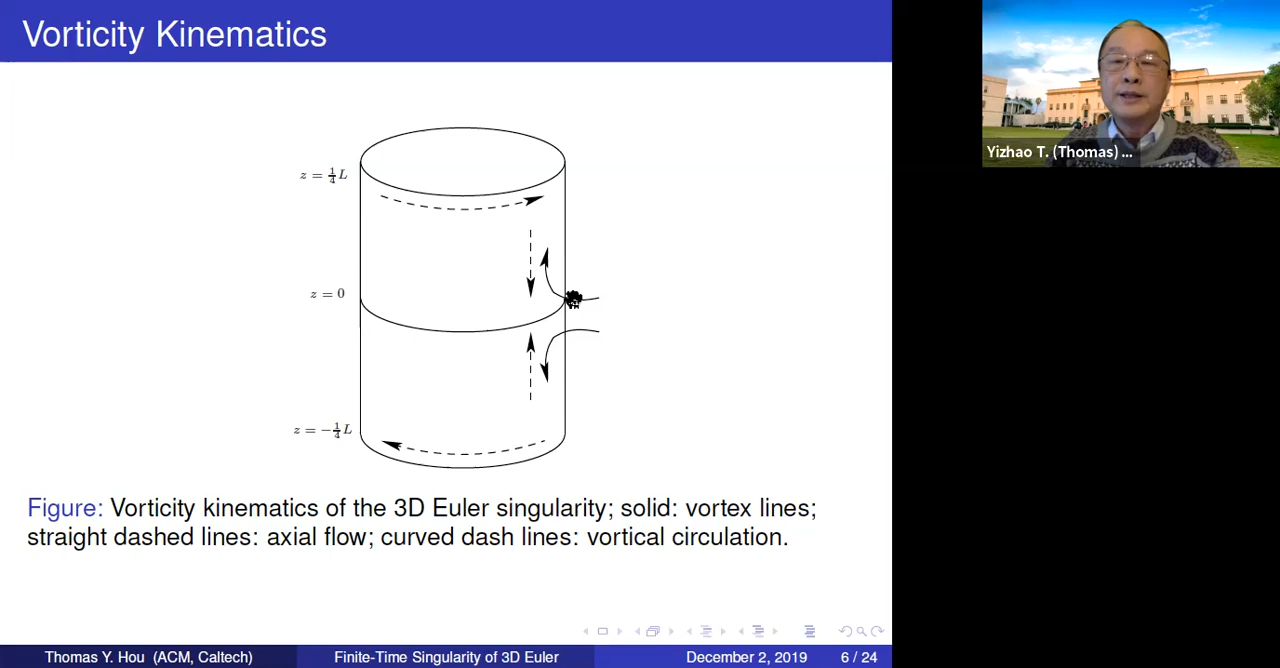 Vorticity Kinematics
Yizhao T. (Thomas) ...
z = 1/4 L
z = 0
z = −1/4 L
Figure: Vorticity kinematics of the 3D Euler singularity; solid: vortex lines;
straight dashed lines: axial flow; curved dash lines: vortical circulation.
Thomas Y. Hou (ACM, Caltech) Finite-Time Singularity of 3D Euler December 2, 2019 6 / 24